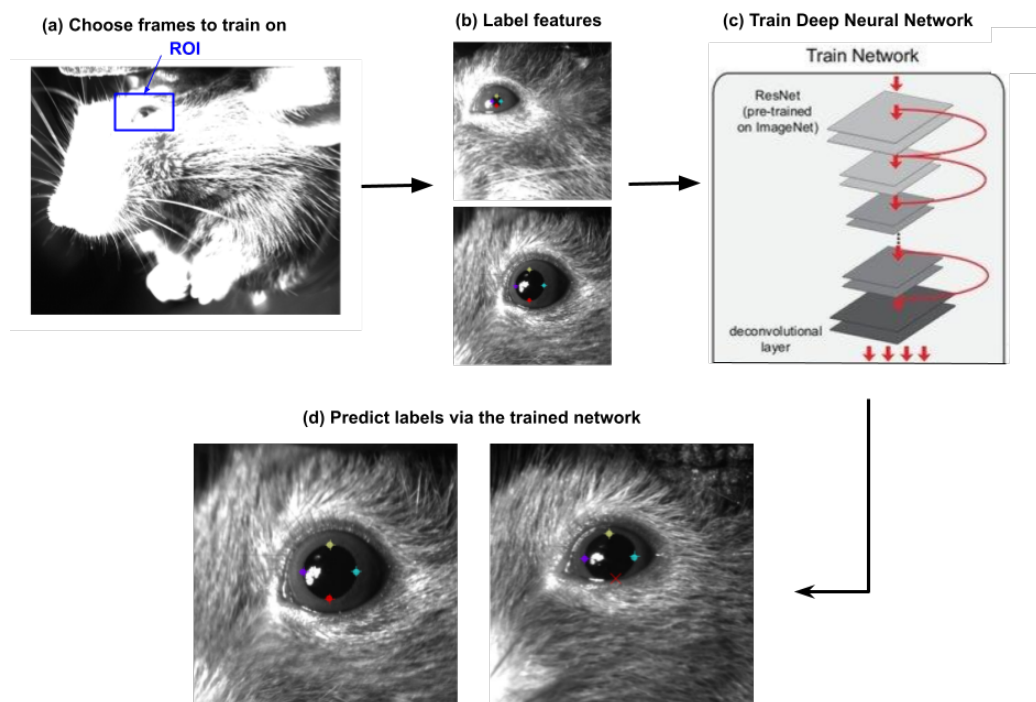 (a) Choose frames to train on
ROI
(b) Label features
(c) Train Deep Neural Network
Train Network
ResNet
(pre-trained
on ImageNet)
deconvolutional
layer
(d) Predict labels via the trained network